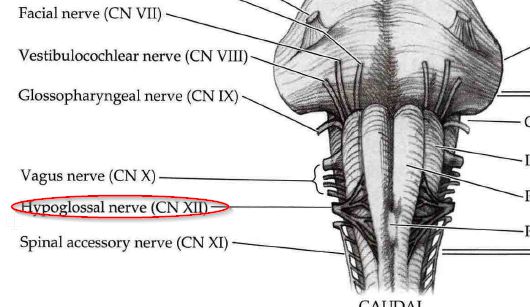 Facial nerve (CN VII)
Vestibulocochlear nerve (CN VIII)
Glossopharyngeal nerve (CN IX)
Vagus nerve (CN X)
Hypoglossal nerve (CN XII)
Spinal accessory nerve (CN XI)
CAUDAL